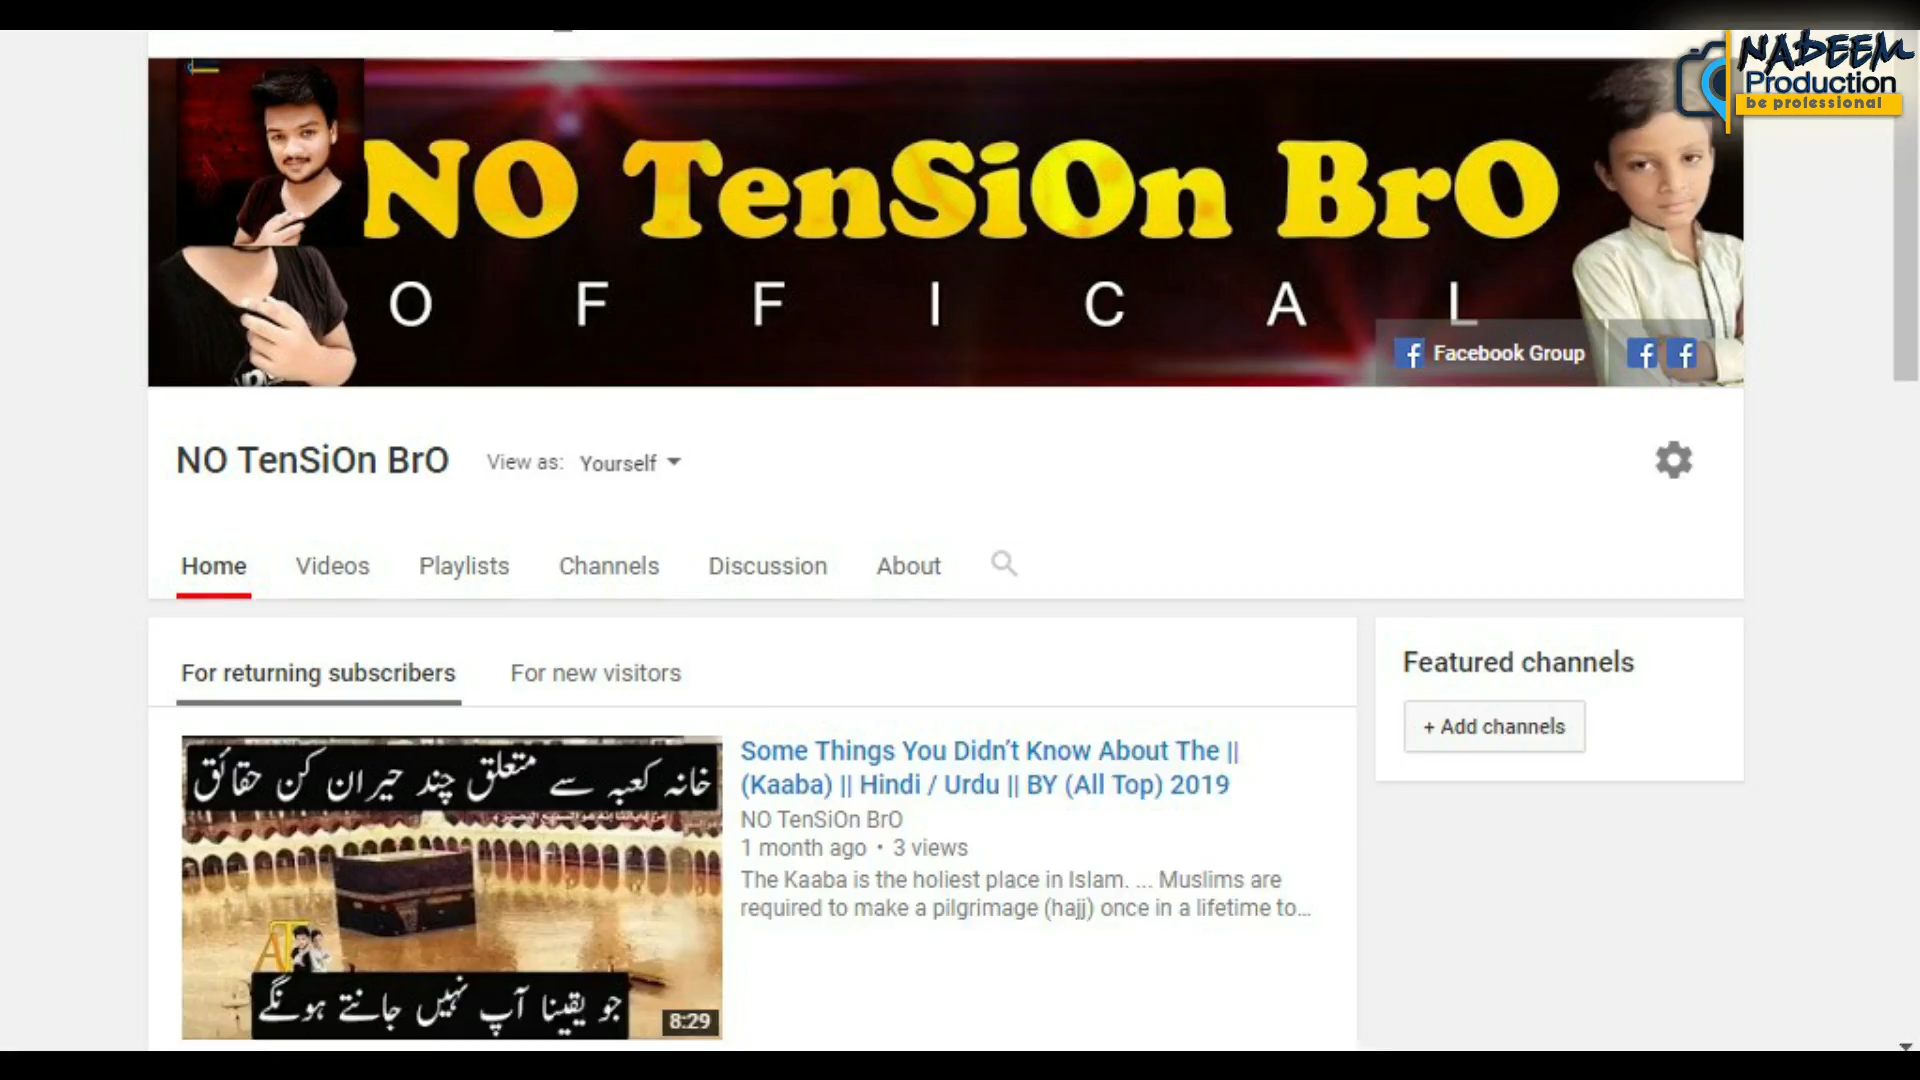 NADEEM
Production
be professional
NO TenSiOn BrO
O F F I C A L
Facebook Group
NO TenSiOn BrO
View as: Yourself
Home Videos Playlists Channels Discussion About
For returning subscribers For new visitors
Featured channels
+ Add channels
خانہ کعبہ سے متعلق چند حیران کن حقائق
AT
جو یقینا آپ نہیں جانتے ہونگے
8:29
Some Things You Didn't Know About The ||
(Kaaba) || Hindi / Urdu || BY (All Top) 2019
NO TenSiOn BrO
1 month ago • 3 views
The Kaaba is the holiest place in Islam. ... Muslims are
required to make a pilgrimage (hajj) once in a lifetime to...